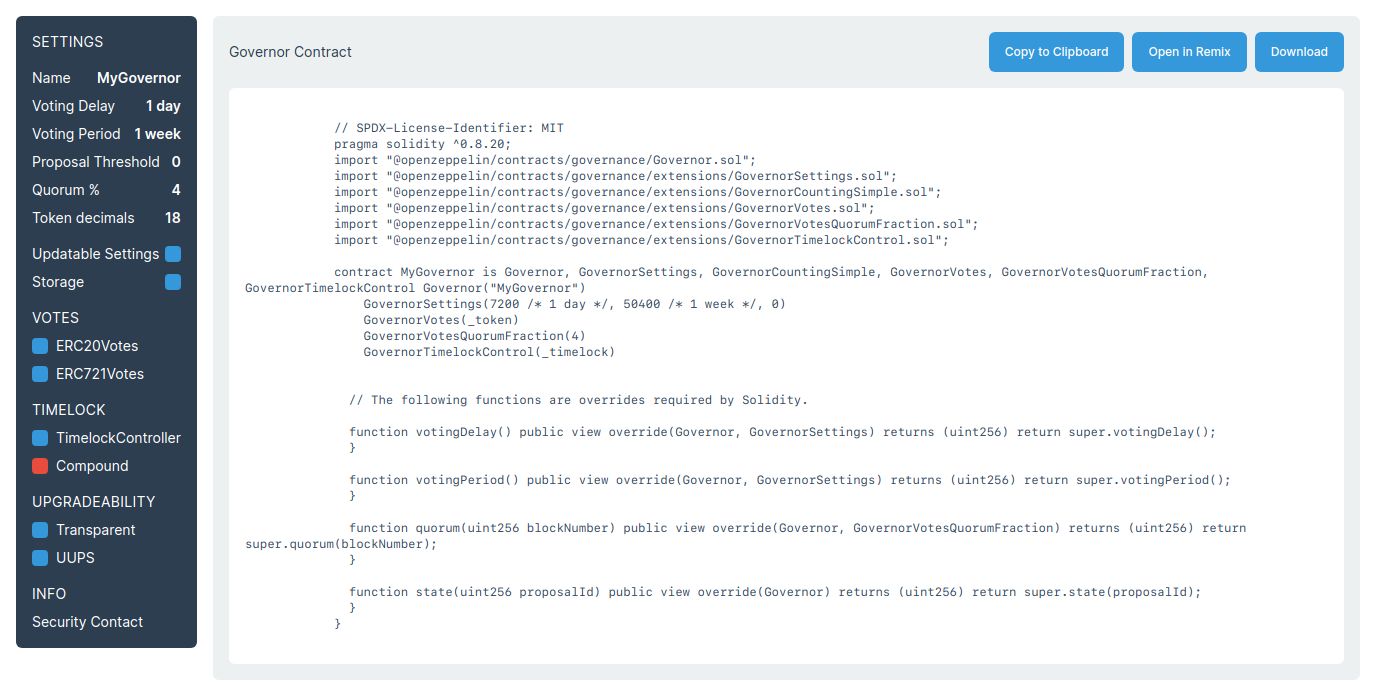 SETTINGS
Name MyGovernor
Voting Delay 1 day
Voting Period 1 week
Proposal Threshold 0
Quorum % 4
Token decimals 18
Updatable Settings
Storage
VOTES
ERC20Votes
ERC721Votes
TIMELOCK
TimelockController
Compound
UPGRADEABILITY
Transparent
UUPS
INFO
Security Contact
Governor Contract
Copy to Clipboard
Open in Remix
Download
// SPDX-License-Identifier: MIT
pragma solidity ^0.8.20;
import "@openzeppelin/contracts/governance/Governor.sol";
import "@openzeppelin/contracts/governance/extensions/GovernorSettings.sol";
import "@openzeppelin/contracts/governance/extensions/GovernorCountingSimple.sol";
import "@openzeppelin/contracts/governance/extensions/GovernorVotes.sol";
import "@openzeppelin/contracts/governance/extensions/GovernorVotesQuorumFraction.sol";
import "@openzeppelin/contracts/governance/extensions/GovernorTimelockControl.sol";
contract MyGovernor is Governor, GovernorSettings, GovernorCountingSimple, GovernorVotes, GovernorVotesQuorumFraction,
GovernorTimelockControl Governor("MyGovernor")
GovernorSettings(7200 /* 1 day */, 50400 /* 1 week */, 0)
GovernorVotes(_token)
GovernorVotesQuorumFraction(4)
GovernorTimelockControl(_timelock)
// The following functions are overrides required by Solidity.
function votingDelay() public view override(Governor, GovernorSettings) returns (uint256) return super.votingDelay();
}
function votingPeriod() public view override(Governor, GovernorSettings) returns (uint256) return super.votingPeriod();
}
function quorum(uint256 blockNumber) public view override(Governor, GovernorVotesQuorumFraction) returns (uint256) return
super.quorum(blockNumber);
}
function state(uint256 proposalId) public view override(Governor) returns (uint256) return super.state(proposalId);
}
}